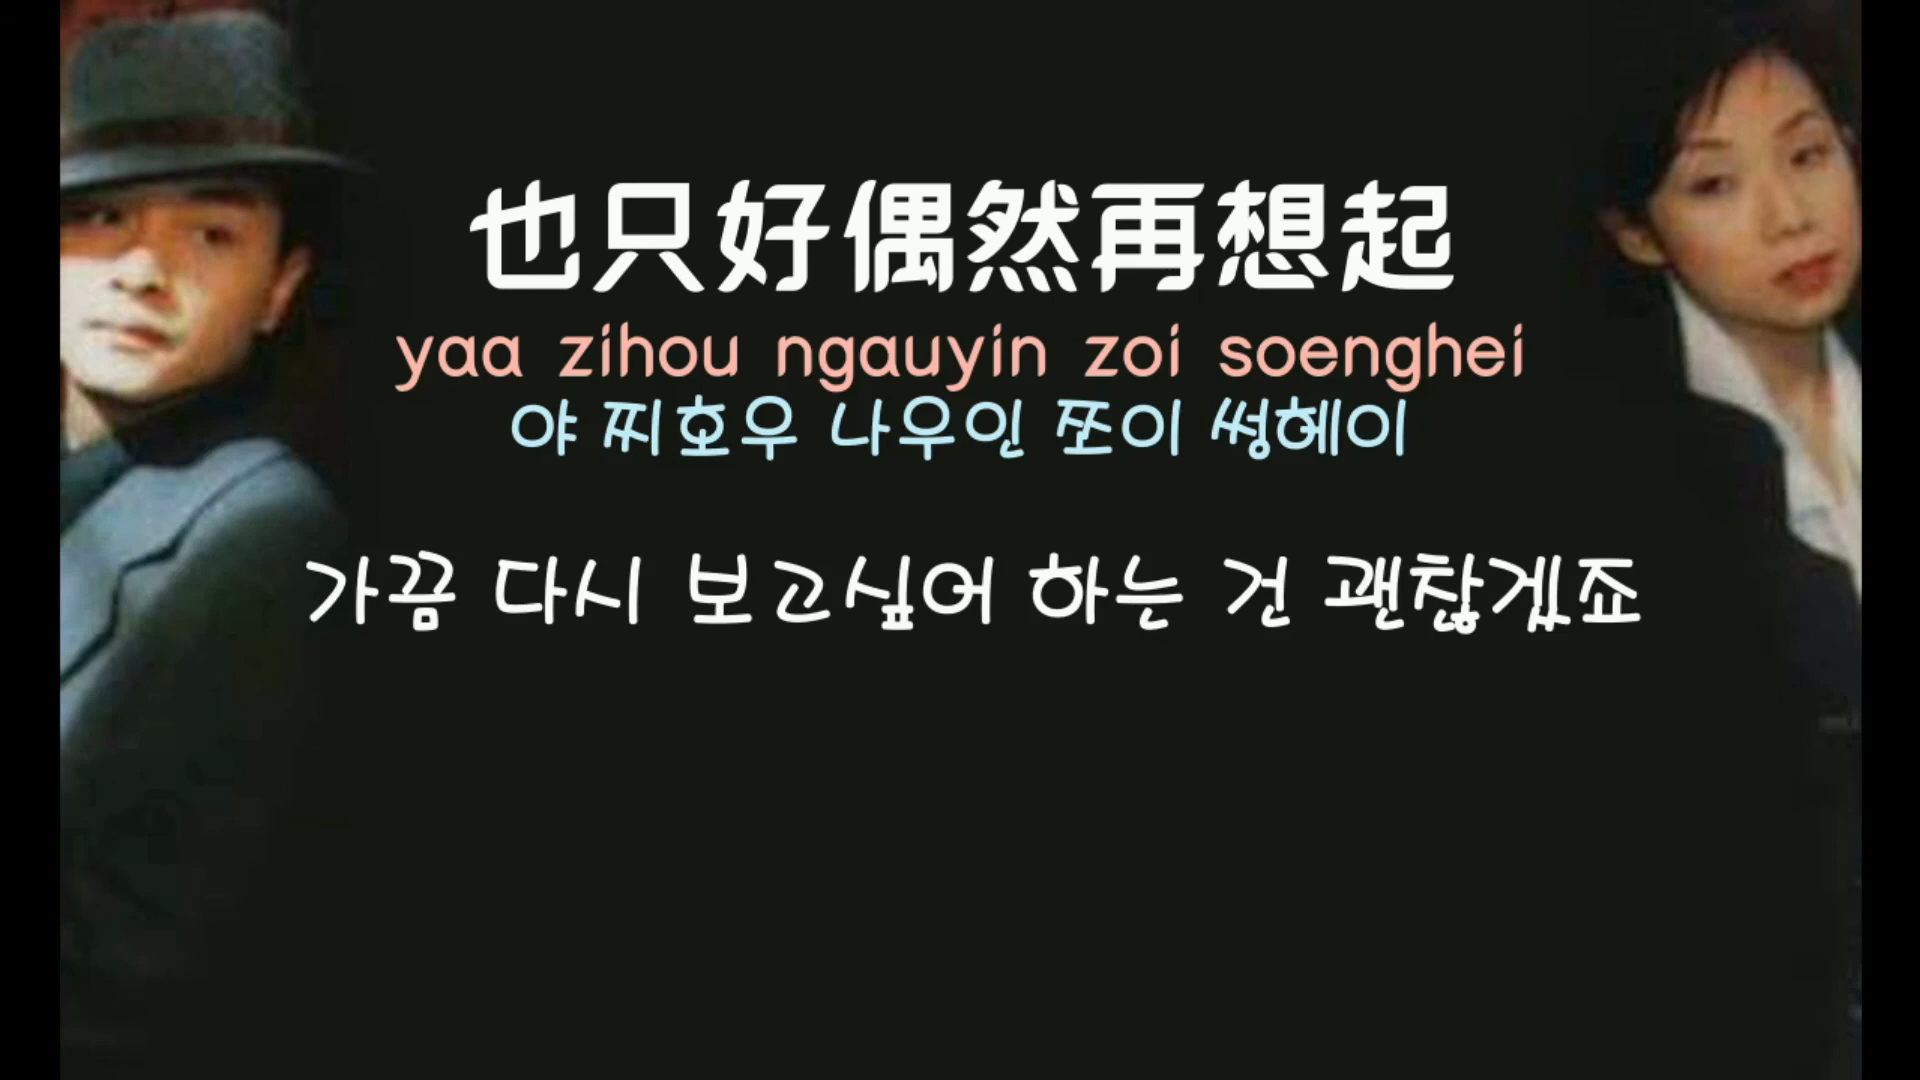 也只好偶然再想起
yaa zihou ngauyin zoi soenghei
야 찌호우 나우인 쪼이 썽헤이
가끔 다시 보고싶어 하는 건 괜찮겠죠